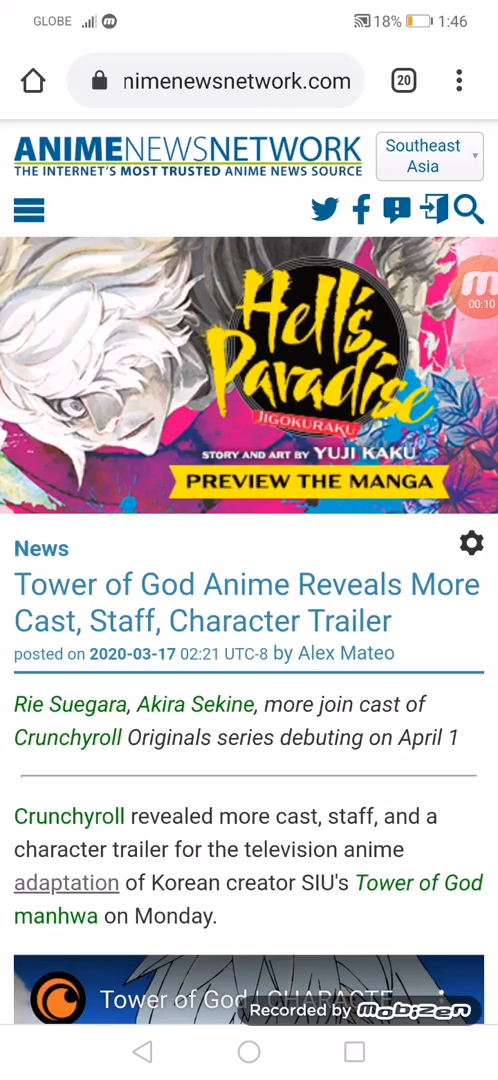 GLOBE 18% 1:46
nimenewsnetwork.com 20
ANIMENEWSNETWORK
THE INTERNET'S MOST TRUSTED ANIME NEWS SOURCE
Southeast
Asia
00:10
Hell's
Paradise
JIGOKURAKU
STORY AND ART BY YUJI KAKU
PREVIEW THE MANGA
News
Tower of God Anime Reveals More
Cast, Staff, Character Trailer
posted on 2020-03-17 02:21 UTC-8 by Alex Mateo
Rie Suegara, Akira Sekine, more join cast of
Crunchyroll Originals series debuting on April 1
Crunchyroll revealed more cast, staff, and a
character trailer for the television anime
adaptation of Korean creator SIU's Tower of God
manhwa on Monday.
Tower of God | CHARACTE
Recorded by mobizen